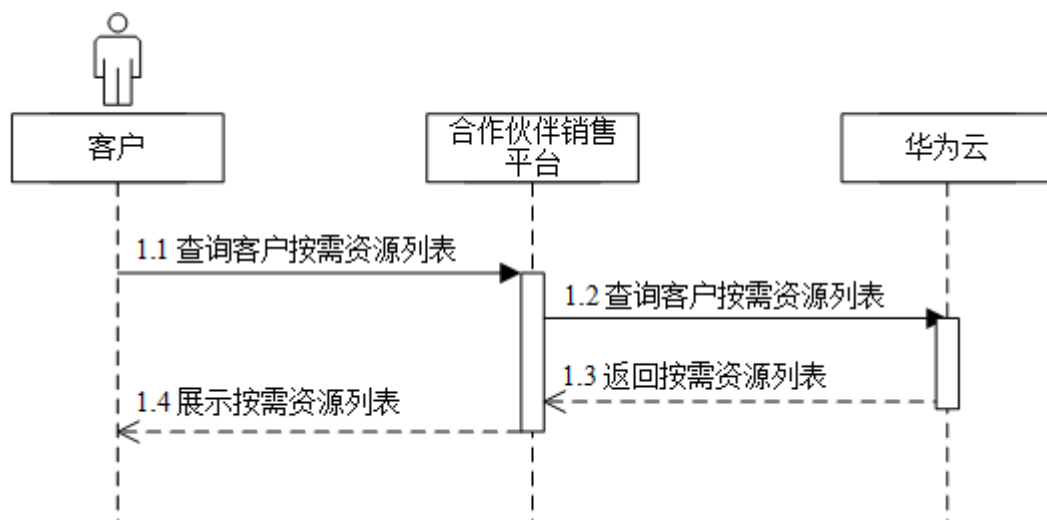 客户
合作伙伴销售
平台
华为云
1.1 查询客户按需资源列表
1.2 查询客户按需资源列表
1.3 返回按需资源列表
1.4 展示按需资源列表